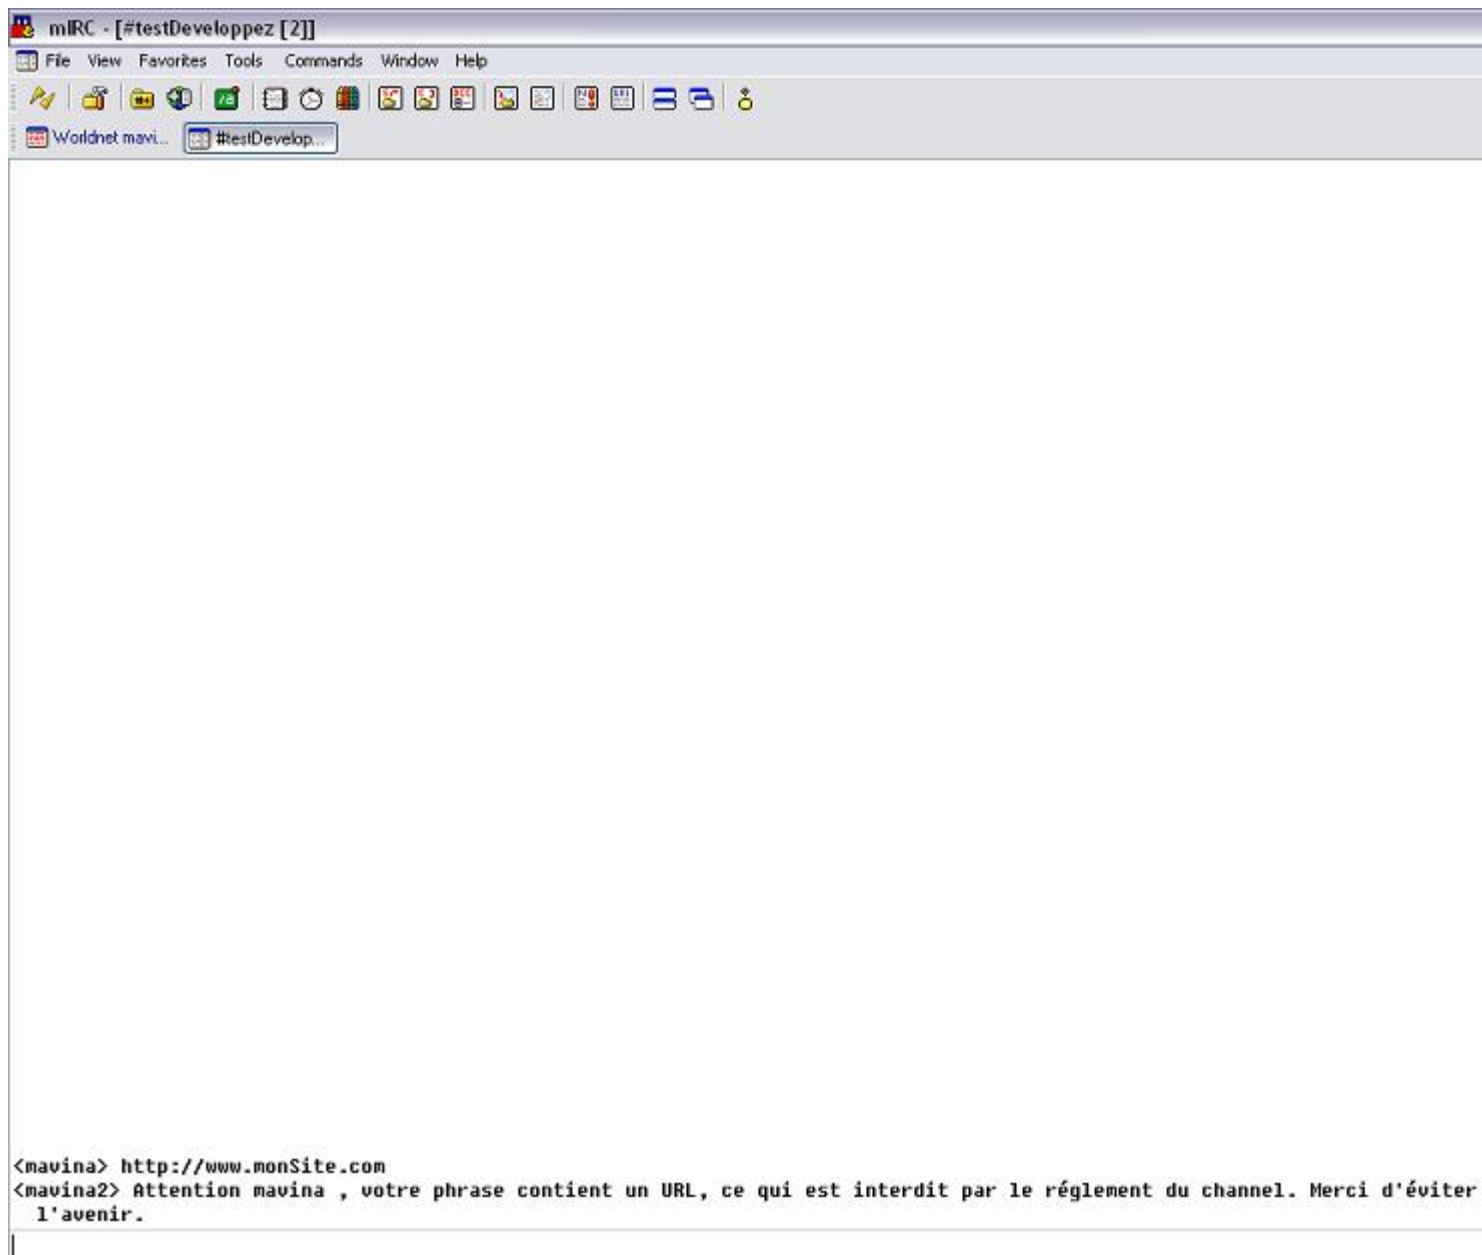 mIRC - [#testDeveloppez [2]]
File View Favorites Tools Commands Window Help
Worldnet mavi... #testDevelop...
<mavina> http://www.monSite.com
<mavina2> Attention mavina , votre phrase contient un URL, ce qui est interdit par le réglement du channel. Merci d'éviter
l'avenir.